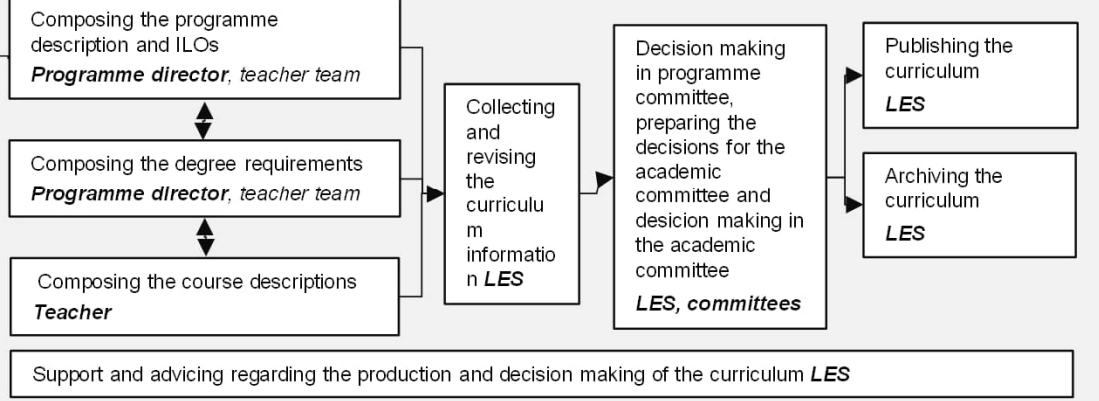 Composing the programme
description and ILOs
Programme director, teacher team
Composing the degree requirements
Programme director, teacher team
Composing the course descriptions
Teacher
Collecting
and
revising
the
curriculu
m
informatio
n LES
Decision making
in programme
committee,
preparing the
decisions for the
academic
committee and
desicion making in
the academic
committee
LES, committees
Publishing the
curriculum
LES
Archiving the
curriculum
LES
Support and advicing regarding the production and decision making of the curriculum LES